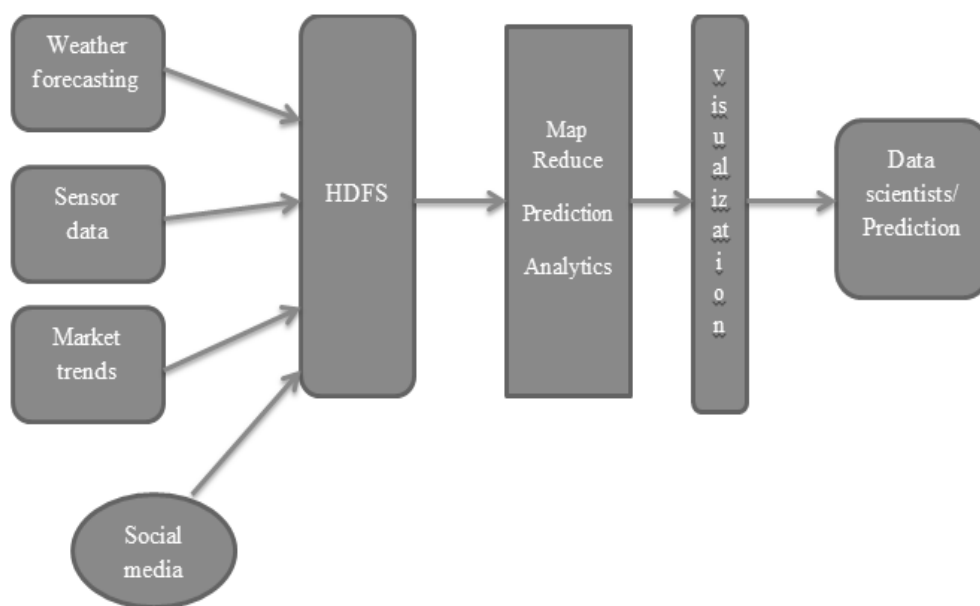 Weather
forecasting
Sensor
data
Market
trends
Social
media
HDFS
Map
Reduce
Prediction
Analytics
v
is
u
al
iz
at
i
o
n
Data
scientists/
Prediction